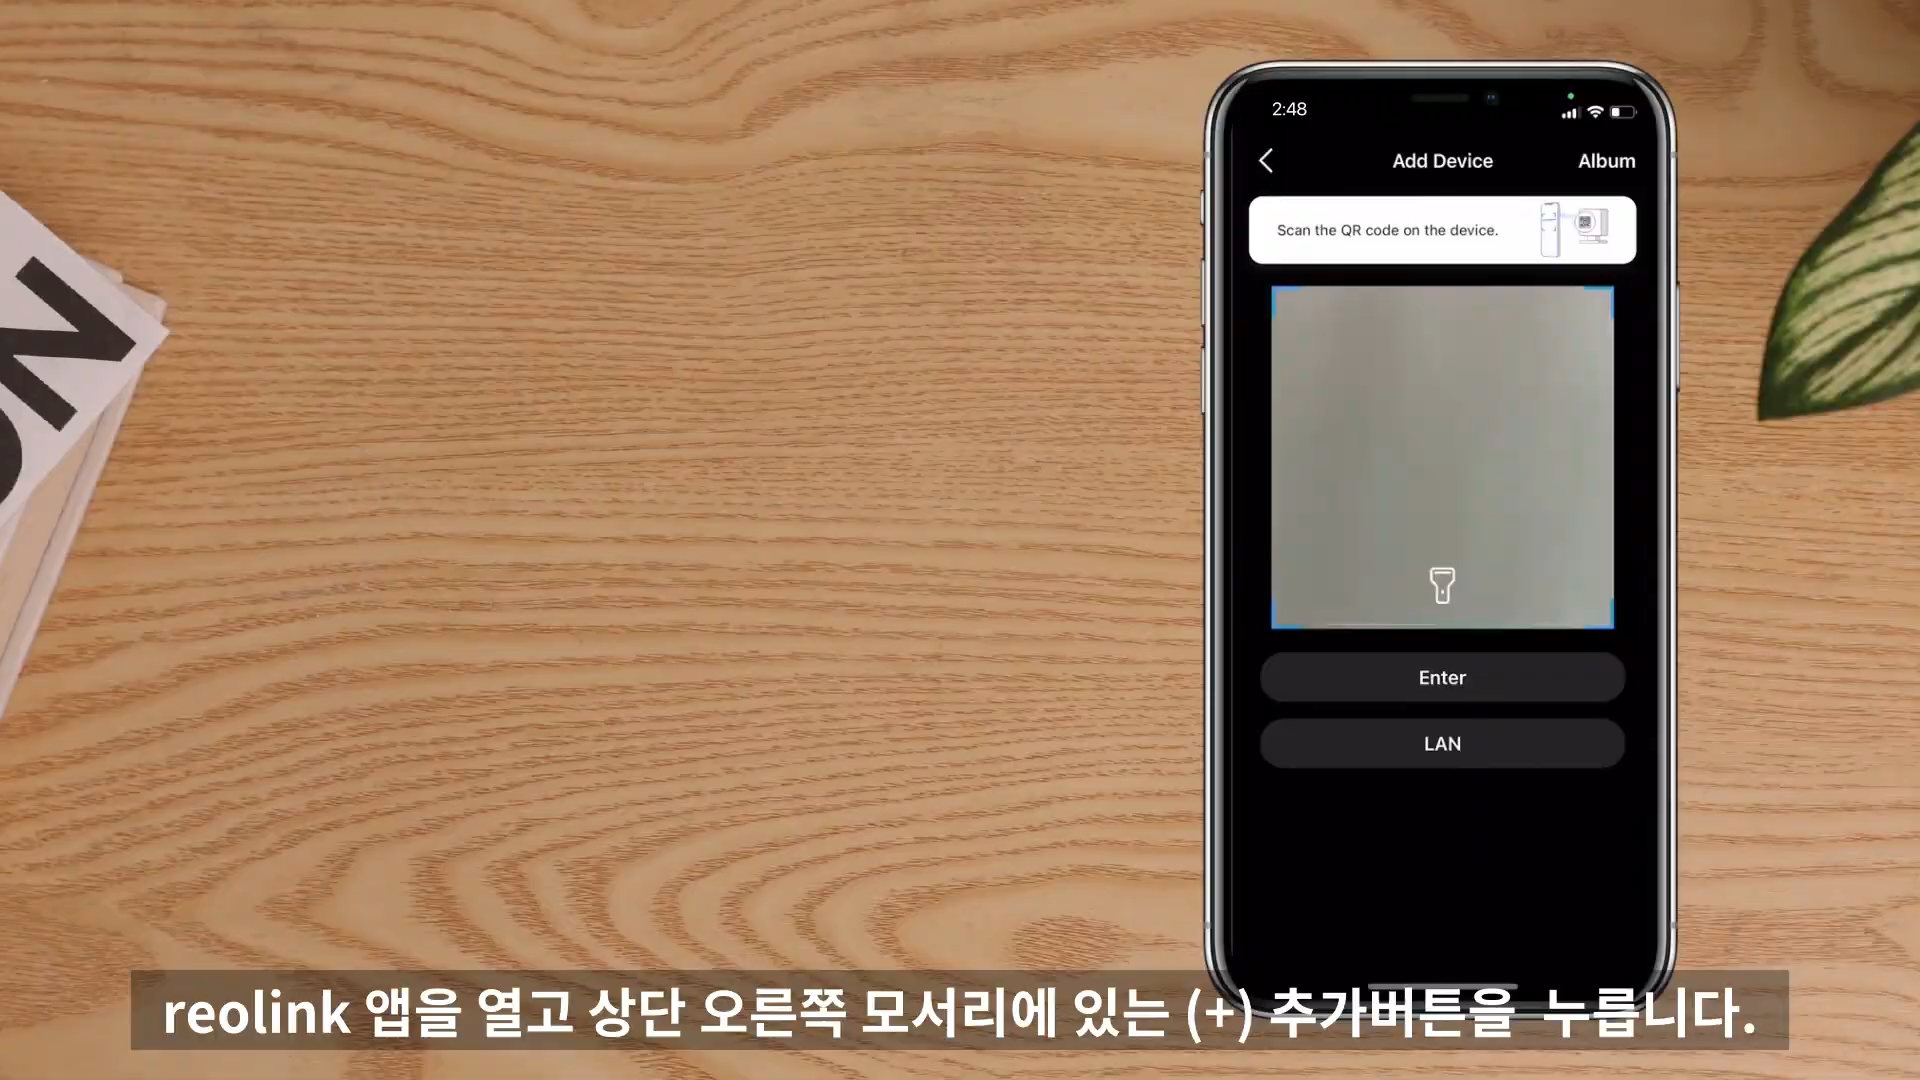 ON
2:48
Add Device
Album
Scan the QR code on the device.
Enter
LAN
reolink 앱을 열고 상단 오른쪽 모서리에 있는 (+) 추가버튼을 누릅니다.